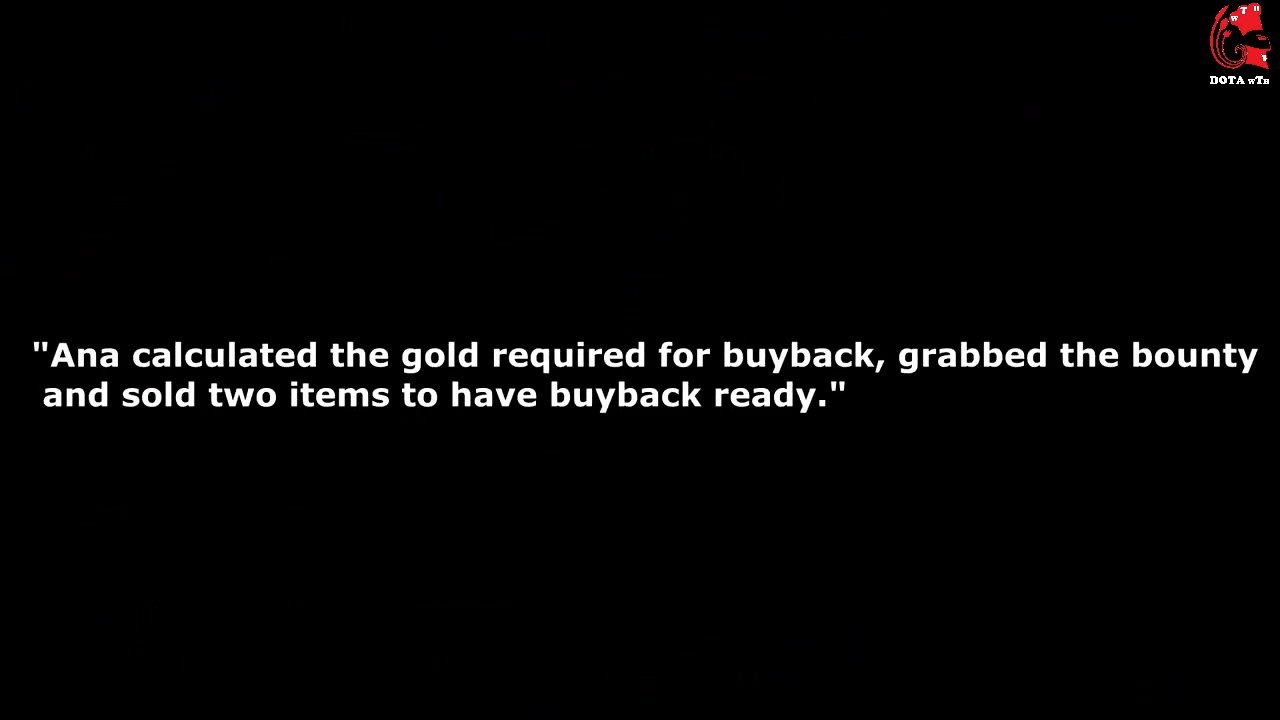 DOTA wTH
"Ana calculated the gold required for buyback, grabbed the bounty
and sold two items to have buyback ready."